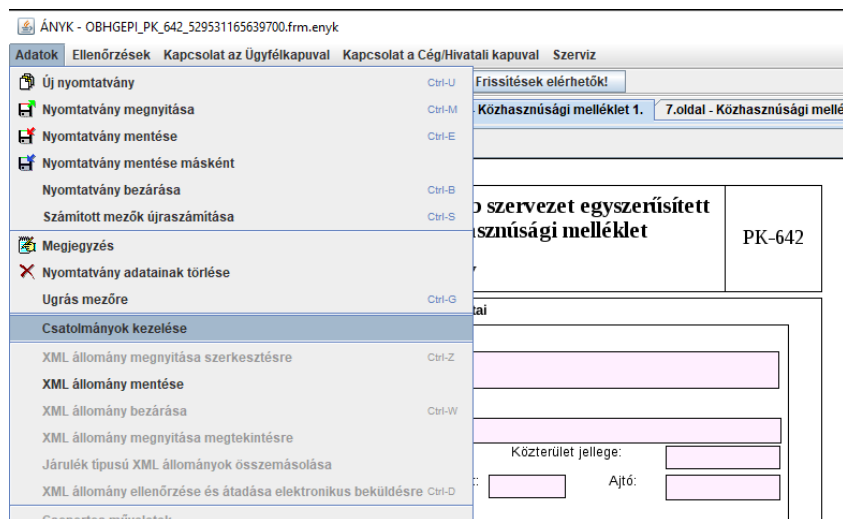 ÁNYK - OBHGEPI_PK_642_529531165639700.frm.enyk
Adatok Ellenőrzések Kapcsolat az Ügyfélkapuval Kapcsolat a Cég/Hivatali kapuval Szerviz
Új nyomtatvány Ctrl-U
Frissítések elérhetők!
Nyomtatvány megnyitása Ctrl-M
Közhasznúsági melléklet 1. 7.oldal - Közhasznúsági mellé
Nyomtatvány mentése Ctrl-E
Nyomtatvány mentése másként
Nyomtatvány bezárása Ctrl-B
Számított mezők újraszámítása Ctrl-S
szervezet egyszerűsített
sznúsági melléklet
PK-642
Megjegyzés
Nyomtatvány adatainak törlése
Ugrás mezőre Ctrl-G
tai
Csatolmányok kezelése
XML állomány megnyitása szerkesztésre Ctrl-Z
XML állomány mentése
XML állomány bezárása Ctrl-W
XML állomány megnyitása megtekintésre
Közterület jellege:
Járulék típusú XML állományok összemásolása
Ajtó:
XML állomány ellenőrzése és átadása elektronikus beküldésre Ctrl-D